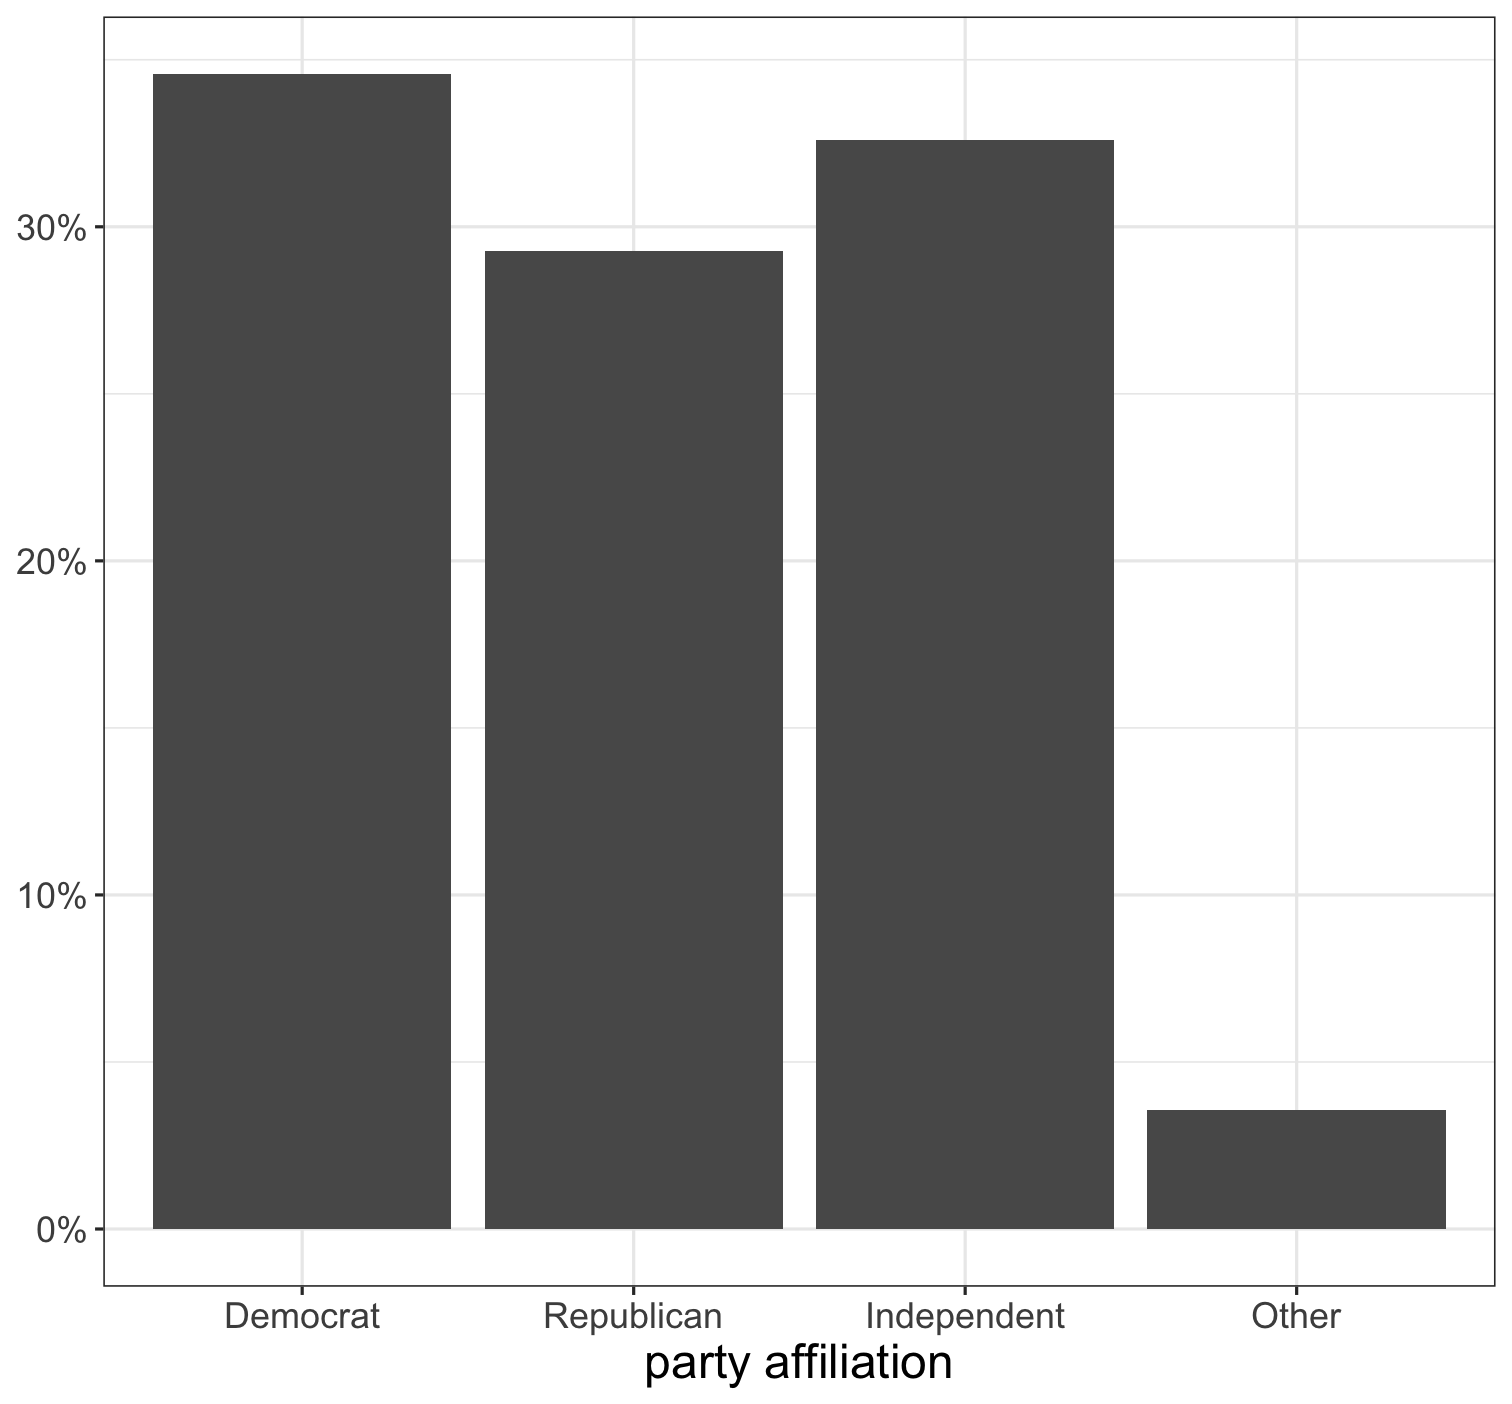 30%
20%
10%
0%
Democrat Republican Independent Other
party affiliation